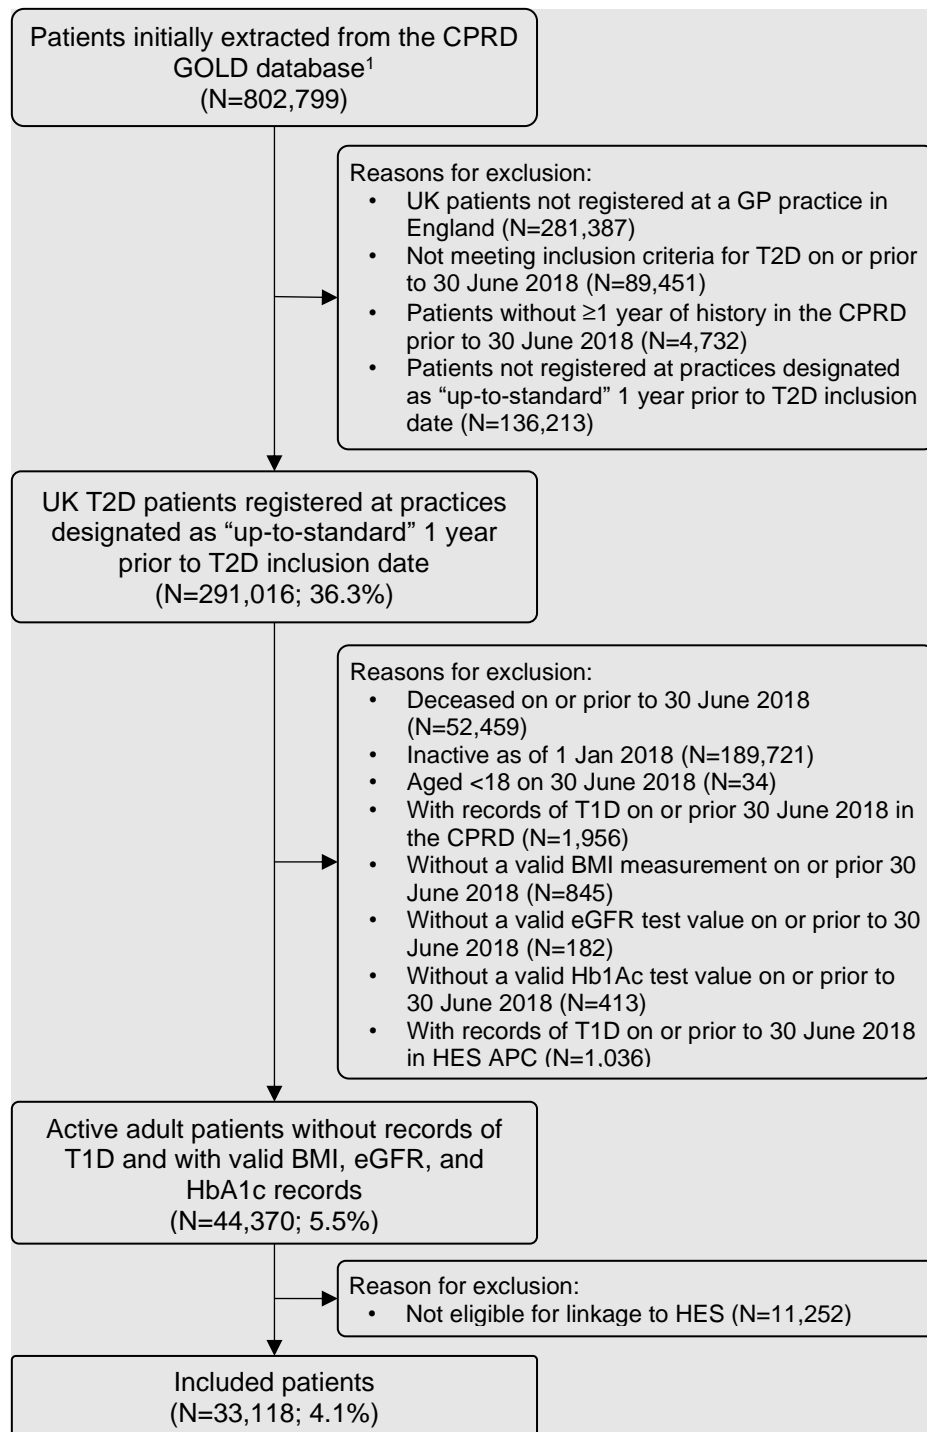 Patients initially extracted from the CPRD
GOLD database¹
(N=802,799)
Reasons for exclusion:
• UK patients not registered at a GP practice in
England (N=281,387)
• Not meeting inclusion criteria for T2D on or prior
to 30 June 2018 (N=89,451)
• Patients without ≥1 year of history in the CPRD
prior to 30 June 2018 (N=4,732)
• Patients not registered at practices designated
as “up-to-standard” 1 year prior to T2D inclusion
date (N=136,213)
UK T2D patients registered at practices
designated as “up-to-standard” 1 year
prior to T2D inclusion date
(N=291,016; 36.3%)
Reasons for exclusion:
• Deceased on or prior to 30 June 2018
(N=52,459)
• Inactive as of 1 Jan 2018 (N=189,721)
• Aged <18 on 30 June 2018 (N=34)
• With records of T1D on or prior 30 June 2018 in
the CPRD (N=1,956)
• Without a valid BMI measurement on or prior 30
June 2018 (N=845)
• Without a valid eGFR test value on or prior to 30
June 2018 (N=182)
• Without a valid Hb1Ac test value on or prior to
30 June 2018 (N=413)
• With records of T1D on or prior to 30 June 2018
in HES APC (N=1,036)
Active adult patients without records of
T1D and with valid BMI, eGFR, and
HbA1c records
(N=44,370; 5.5%)
Reason for exclusion:
• Not eligible for linkage to HES (N=11,252)
Included patients
(N=33,118; 4.1%)